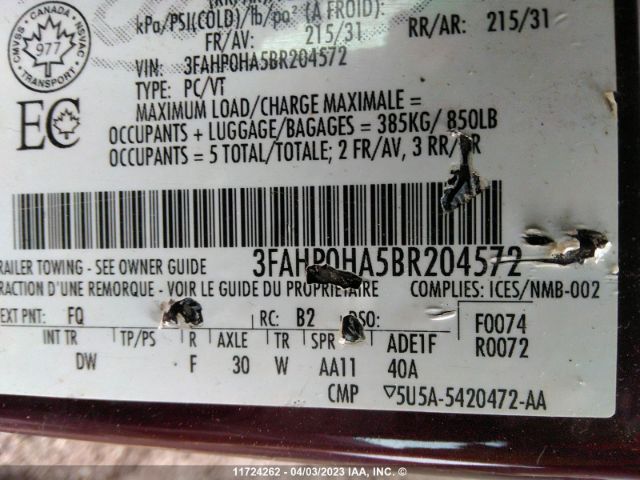 kPa/PSI(COLD)/lb/po² (A FROID):
FR/AV: 215/31 RR/AR: 215/31
VIN: 3FAHP0HA5BR204572
TYPE: PC/VT
MAXIMUM LOAD/CHARGE MAXIMALE =
OCCUPANTS + LUGGAGE/BAGAGES = 385KG/ 850LB
OCCUPANTS = 5 TOTAL/TOTALE; 2 FR/AV, 3 RR/
CANADA
CMVSS 977 NSVAC
TRANSPORT
EC
3FAHP0HA5BR204572
RAILER TOWING - SEE OWNER GUIDE
RACTION D'UNE REMORQUE - VOIR LE GUIDE DU PROPRIÉTAIRE COMPLIES: ICES/NMB-002
EXT PNT: FQ RC: B2 DSO: F0074
INT TR TP/PS R AXLE TR SPR ADE1F R0072
DW F 30 W AA11 40A
CMP ▽5U5A-5420472-AA
11724262 - 04/03/2023 IAA, INC. ©